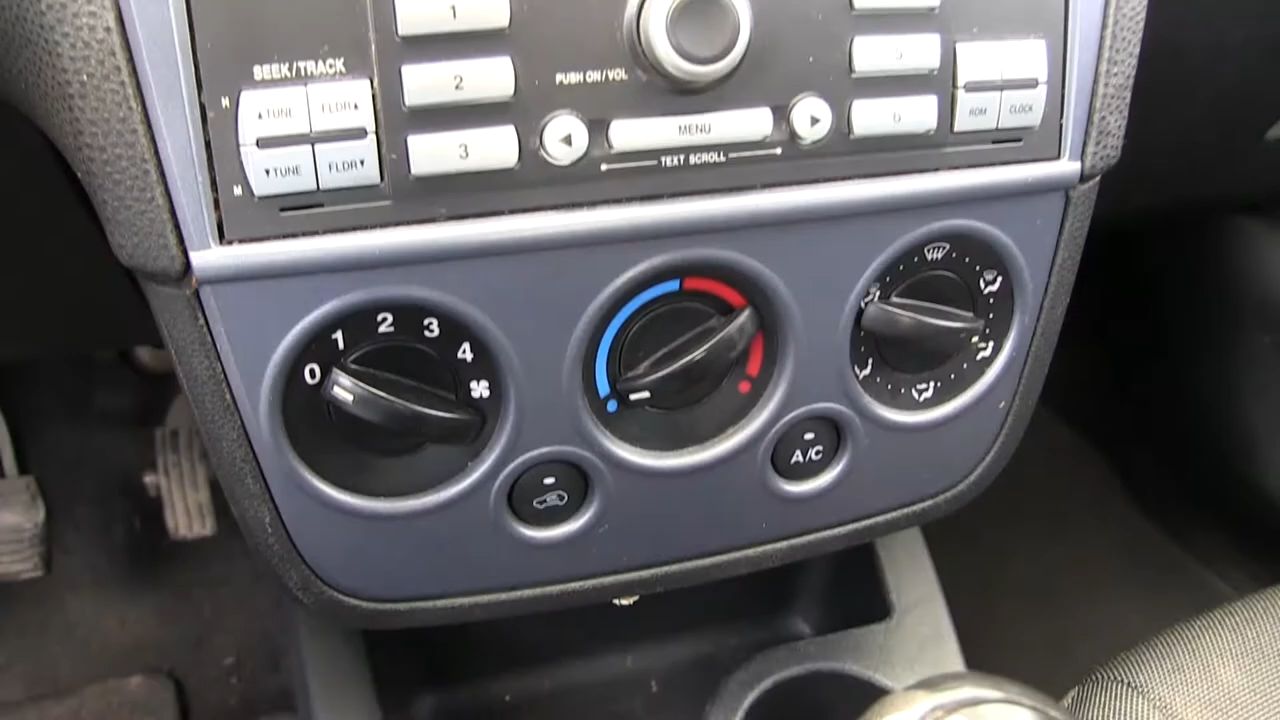 SEEK/TRACK
H
▲TUNE
FLDR▲
M
▼TUNE
FLDR▼
1
2
3
PUSH ON/VOL
◀
MENU
▶
TEXT SCROLL
5
6
RDM
CLOCK
0
1
2
3
4
A/C